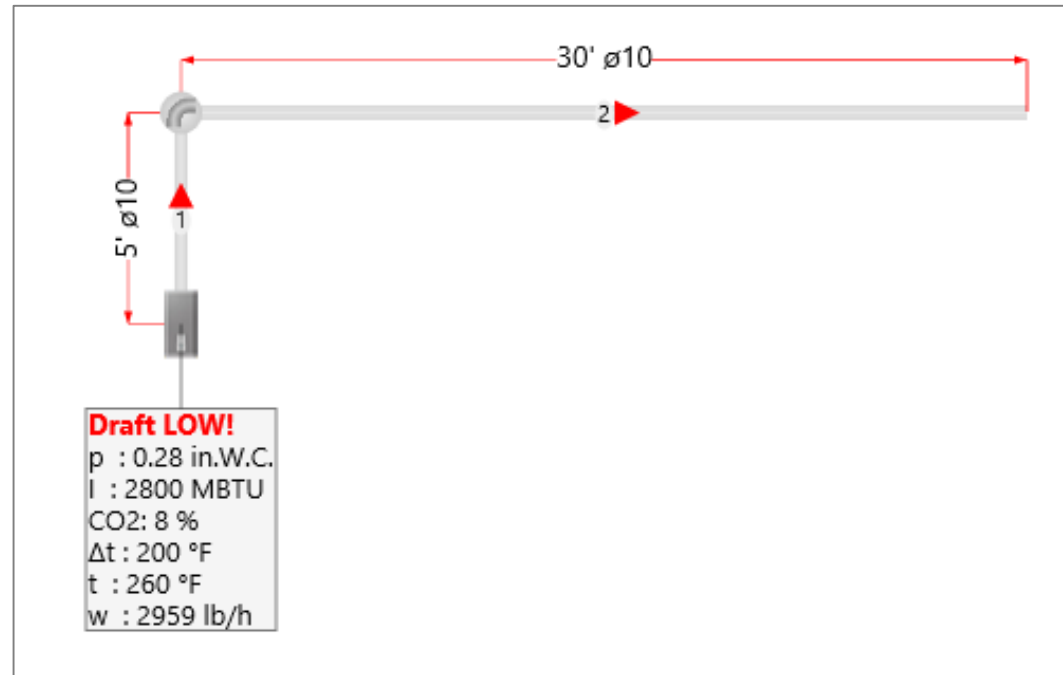 30' ø10
2
5' ø10
1
Draft LOW!
p : 0.28 in.W.C.
I : 2800 MBTU
CO2: 8 %
Δt : 200 °F
t : 260 °F
w : 2959 lb/h